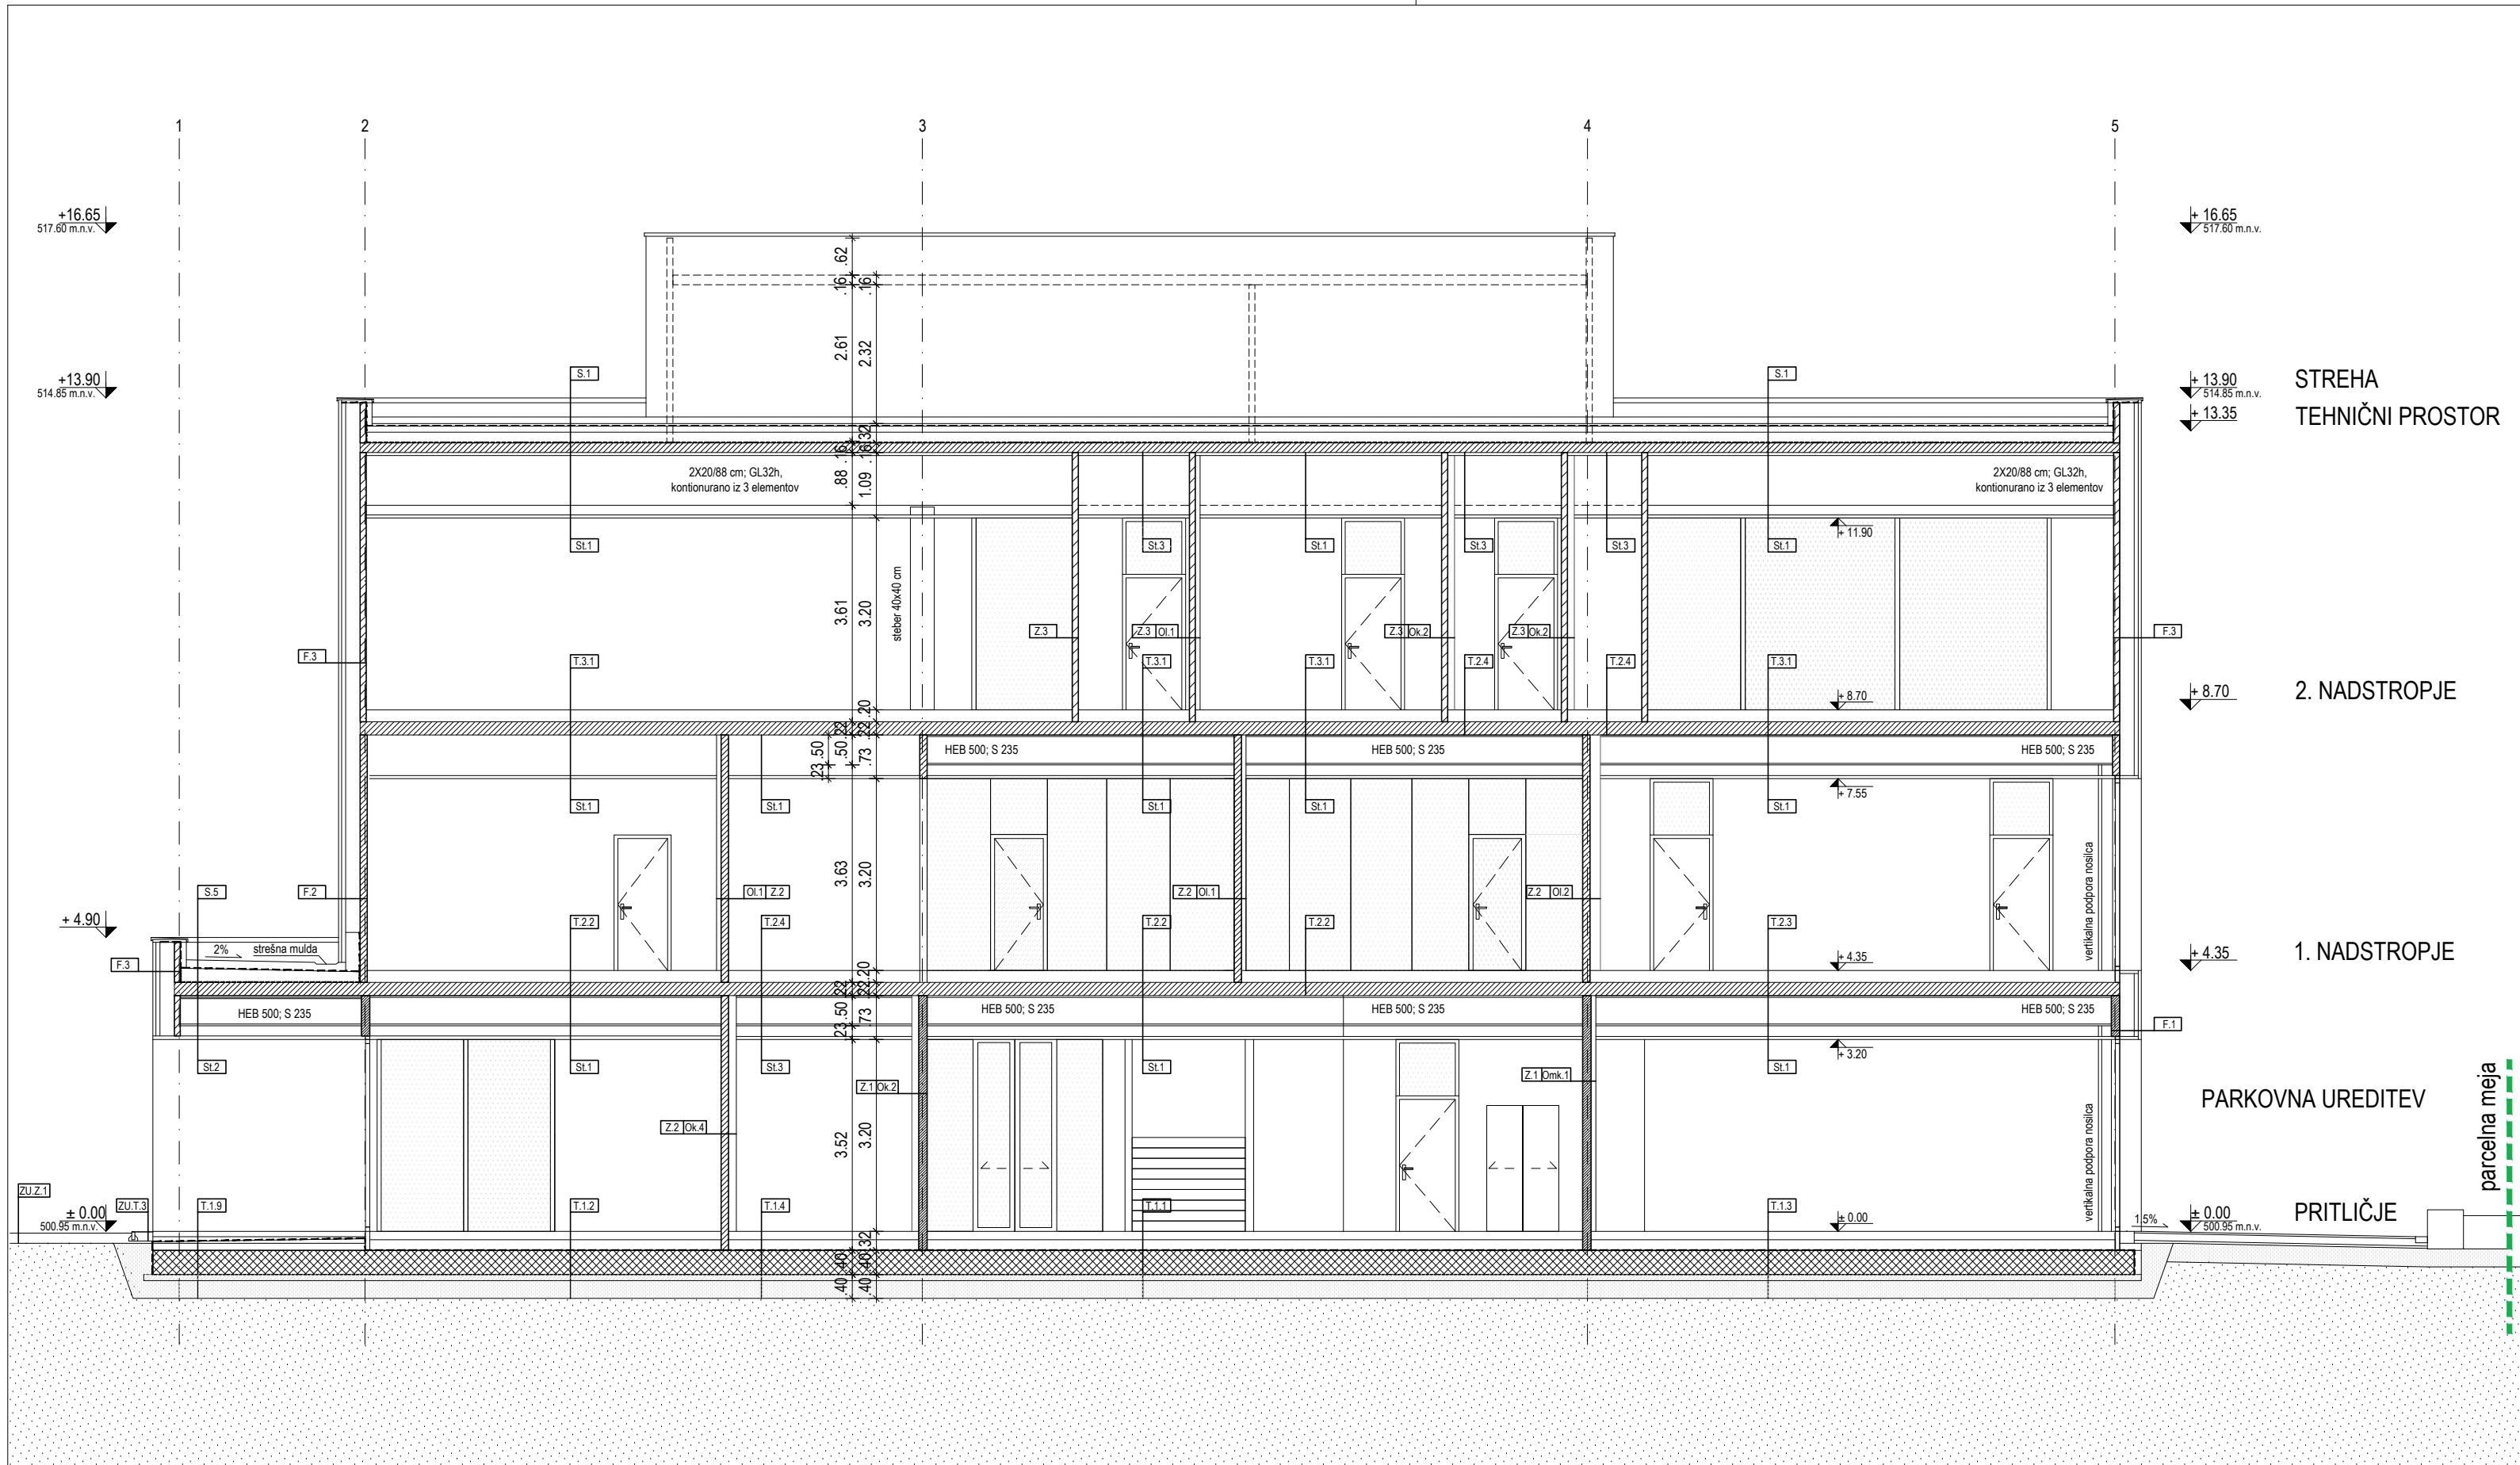 1
2
3
4
5
+16.65
517.60 m.n.v.
+ 16.65
517.60 m.n.v.
.62
.16
.16
2.61
2.32
S.1
S.1
+13.90
514.85 m.n.v.
+ 13.90
514.85 m.n.v.
STREHA
+ 13.35
TEHNIČNI PROSTOR
.32
.16
.16
.88
1.09
2X20/88 cm; GL32h,
kontionurano iz 3 elementov
2X20/88 cm; GL32h,
kontionurano iz 3 elementov
+ 11.90
St.1
St.3
St.1
St.3
St.3
St.1
steber 40x40 cm
3.61
3.20
Z.3
Z.3 Ol.1
Z.3 Ok.2
Z.3 Ok.2
F.3
F.3
T.3.1
T.3.1
T.3.1
T.2.4
T.2.4
T.3.1
+ 8.70
+ 8.70
2. NADSTROPJE
.20
.22
.22
.50
.50
.73
.23
HEB 500; S 235
HEB 500; S 235
HEB 500; S 235
+ 7.55
St.1
St.1
St.1
St.1
St.1
3.63
3.20
S.5
F.2
Ol.1 Z.2
Z.2 Ol.1
Z.2 Ol.2
vertikalna podpora nosilca
+ 4.90
T.2.2
T.2.4
T.2.2
T.2.2
T.2.3
2%
strešna mulda
F.3
+ 4.35
+ 4.35
1. NADSTROPJE
.20
.22
.22
.50
.73
.23
HEB 500; S 235
HEB 500; S 235
HEB 500; S 235
HEB 500; S 235
F.1
+ 3.20
St.2
St.1
St.3
St.1
St.1
Z.1 Ok.2
Z.1 Omk.1
Z.2 Ok.4
3.52
3.20
vertikalna podpora nosilca
PARKOVNA UREDITEV
parcelna meja
ZU.Z.1
ZU.T.3
T.1.9
T.1.2
T.1.4
T.1.1
T.1.3
± 0.00
500.95 m.n.v.
± 0.00
1.5%
± 0.00
500.95 m.n.v.
PRITLIČJE
.32
.40
.40
.40
.40